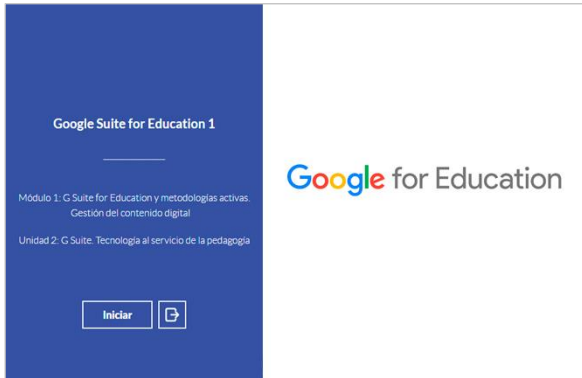 Google Suite for Education 1
Módulo 1: G Suite for Education y metodologías activas.
Gestión del contenido digital
Unidad 2: G Suite. Tecnología al servicio de la pedagogía
Iniciar
Google for Education